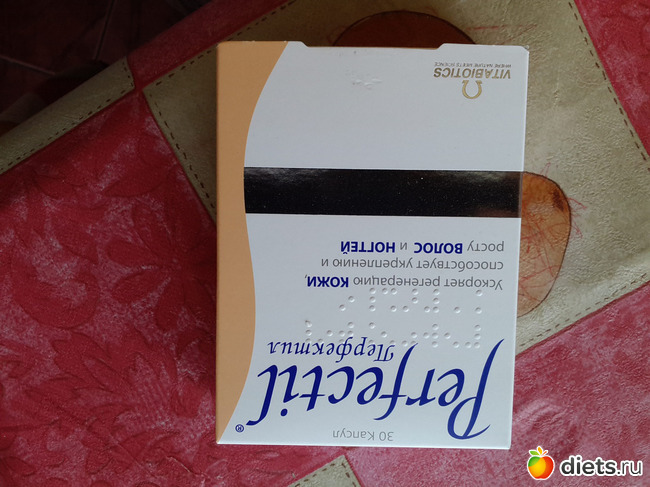 30 Капсул
Perfectil®
Перфектил
Ускоряет регенерацию КОЖИ,
способствует укреплению и
росту ВОЛОС и НОГТЕЙ
VITABIOTICS
WHERE NATURE MEETS SCIENCE
diets.ru